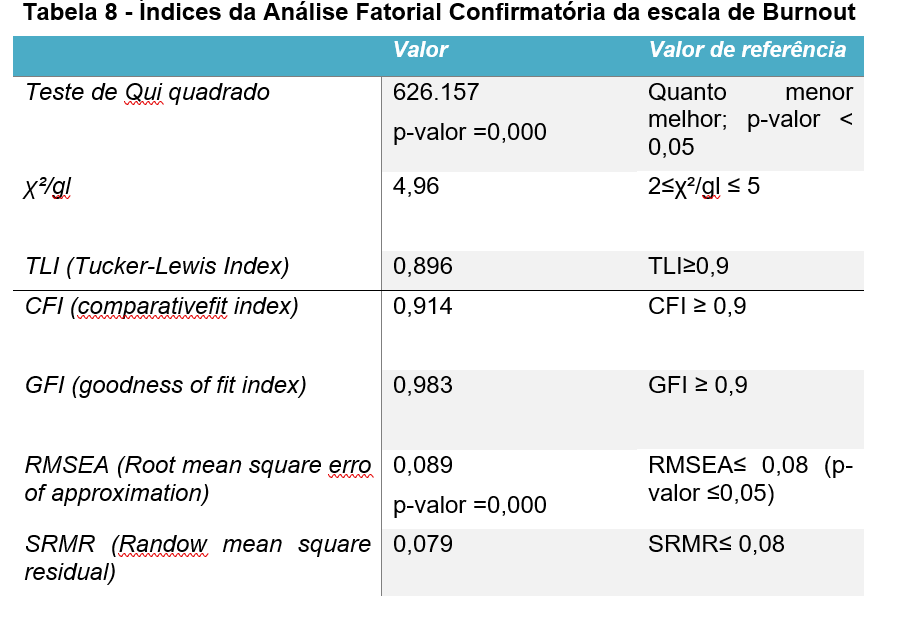 Tabela 8 - Índices da Análise Fatorial Confirmatória da escala de Burnout
Valor Valor de referência
Teste de Qui quadrado 626.157 Quanto menor
melhor; p-valor <
p-valor =0,000
0,05
χ²/gl 4,96 2≤χ²/gl ≤ 5
TLI (Tucker-Lewis Index) 0,896 TLI≥0,9
CFI (comparativefit index) 0,914 CFI ≥ 0,9
GFI (goodness of fit index) 0,983 GFI ≥ 0,9
RMSEA (Root mean square erro 0,089 RMSEA≤ 0,08 (p-
of approximation) valor ≤0,05)
p-valor =0,000
SRMR (Randow mean square 0,079 SRMR≤ 0,08
residual)